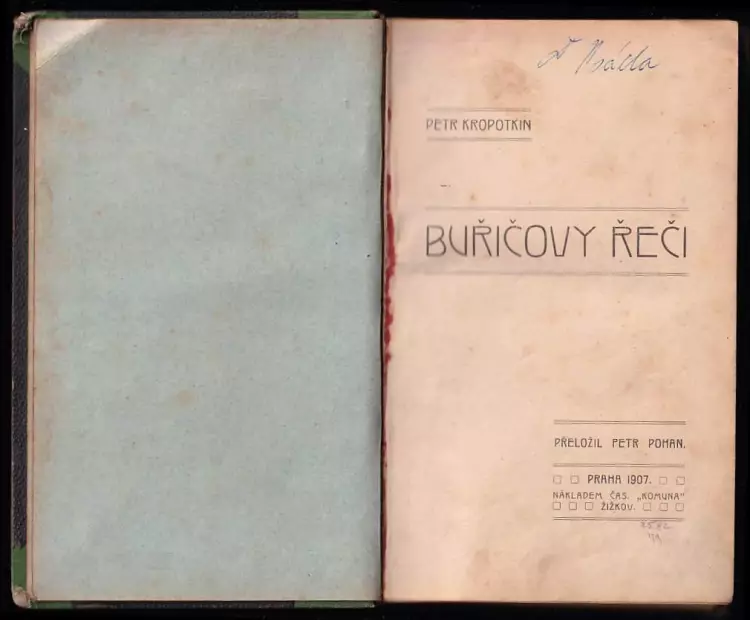 PETR KROPOTKIN
BUŘIČOVY ŘEČI
PŘELOŽIL PETR POHAN.
PRAHA 1907.
NÁKLADEM ČAS. „KOMUNA"
ŽIŽKOV.